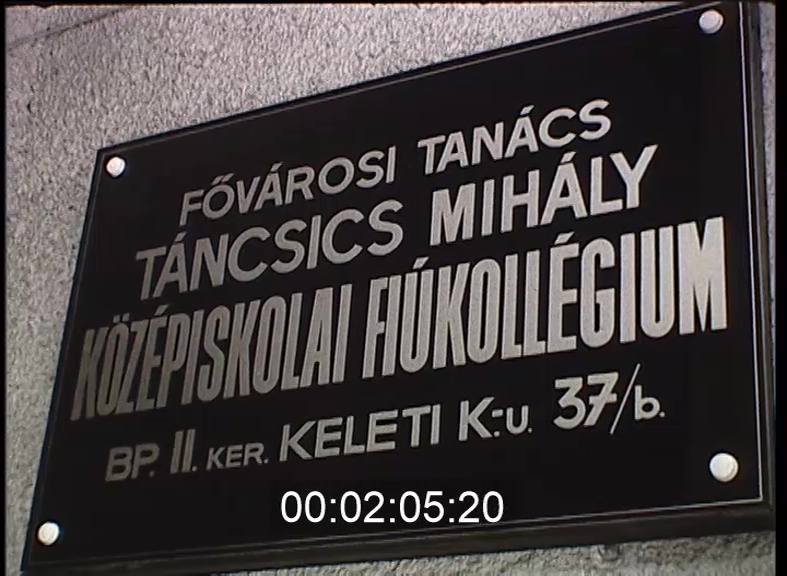 FŐVÁROSI TANÁCS
TÁNCSICS MIHÁLY
KÖZÉPISKOLAI FIÚKOLLÉGIUM
BP. II. KER. KELETI K.-U. 37/b.
00:02:05:20